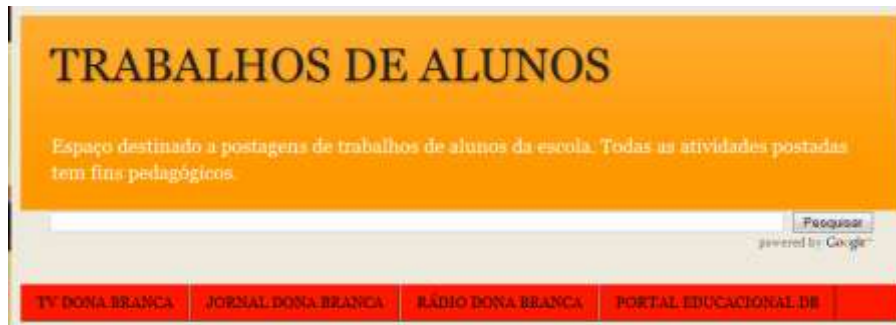 TRABALHOS DE ALUNOS
Espaço destinado a postagens de trabalhos de alunos da escola. Todas as atividades postadas
tem fins pedagógicos.
Pesquisar
powered by Google™
TV DONA BRANCA JORNAL DONA BRANCA RÁDIO DONA BRANCA PORTAL EDUCACIONAL DB